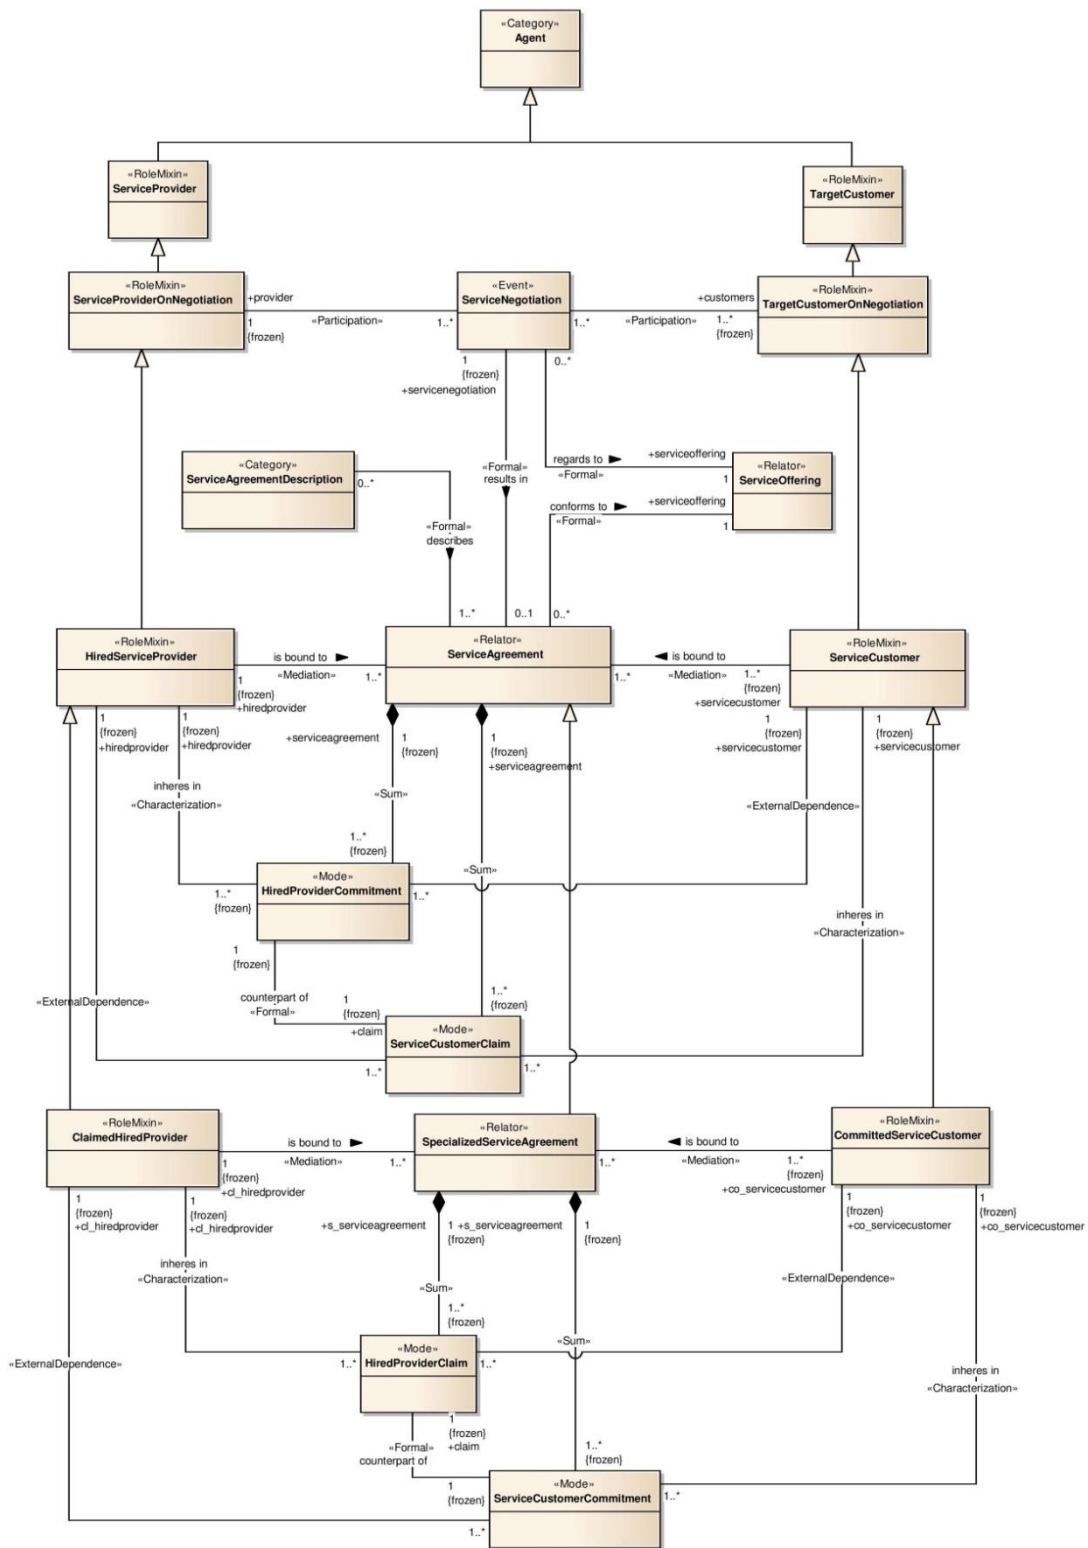 «Category»
Agent
«RoleMixin»
ServiceProvider
«RoleMixin»
TargetCustomer
«RoleMixin»
ServiceProviderOnNegotiation
+provider
1
{frozen}
«Participation»
1..*
«Event»
ServiceNegotiation
+customers
1..*
«Participation»
1..*
{frozen}
«RoleMixin»
TargetCustomerOnNegotiation
1
{frozen}
+servicenegotiation
0..*
«Category»
ServiceAgreementDescription
0..*
«Formal»
results in
regards to
«Formal»
+serviceoffering
1
«Relator»
ServiceOffering
conforms to
«Formal»
+serviceoffering
1
«Formal»
describes
1..*
0..1
0..*
«RoleMixin»
HiredServiceProvider
is bound to
«Mediation»
1
{frozen}
+hiredprovider
1..*
«Relator»
ServiceAgreement
is bound to
«Mediation»
1..*
1..*
{frozen}
+servicecustomer
«RoleMixin»
ServiceCustomer
1
{frozen}
+hiredprovider
1
{frozen}
+hiredprovider
+serviceagreement
1
{frozen}
1
{frozen}
+serviceagreement
1
{frozen}
+servicecustomer
1
{frozen}
+servicecustomer
inheres in
«Characterization»
«Sum»
«ExternalDependence»
1..*
{frozen}
«Mode»
HiredProviderCommitment
1..*
{frozen}
1..*
«Sum»
inheres in
«Characterization»
1
{frozen}
counterpart of
«Formal»
1
{frozen}
+claim
1..*
{frozen}
«ExternalDependence»
«Mode»
ServiceCustomerClaim
1..*
1..*
«RoleMixin»
ClaimedHiredProvider
is bound to
«Mediation»
1
{frozen}
+cl_hiredprovider
1..*
«Relator»
SpecializedServiceAgreement
is bound to
«Mediation»
1..*
1..*
{frozen}
+co_servicecustomer
«RoleMixin»
CommittedServiceCustomer
1
{frozen}
+cl_hiredprovider
1
{frozen}
+cl_hiredprovider
+s_serviceagreement
1
{frozen}
+s_serviceagreement
1
{frozen}
1
{frozen}
+co_servicecustomer
1
{frozen}
+co_servicecustomer
inheres in
«Characterization»
«Sum»
«ExternalDependence»
1..*
{frozen}
«Mode»
HiredProviderClaim
1..*
1..*
«Sum»
«ExternalDependence»
inheres in
«Characterization»
1
{frozen}
+claim
«Formal»
counterpart of
1
{frozen}
1..*
{frozen}
«Mode»
ServiceCustomerCommitment
1..*
1..*